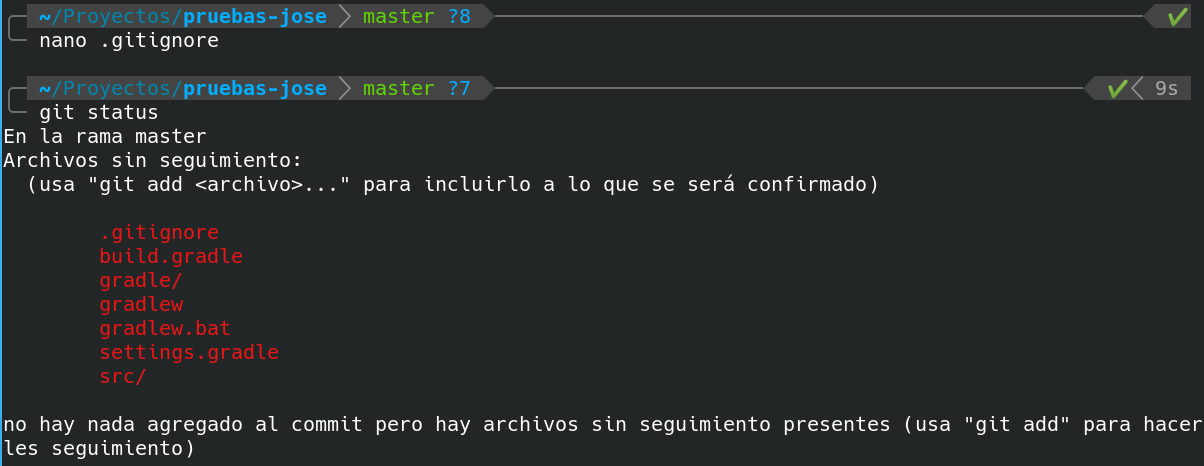 ~/Proyectos/pruebas-jose master ?8 ✔
nano .gitignore
~/Proyectos/pruebas-jose master ?7 ✔ 9s
git status
En la rama master
Archivos sin seguimiento:
  (usa "git add <archivo>..." para incluirlo a lo que se será confirmado)
        .gitignore
        build.gradle
        gradle/
        gradlew
        gradlew.bat
        settings.gradle
        src/
no hay nada agregado al commit pero hay archivos sin seguimiento presentes (usa "git add" para hacer
les seguimiento)